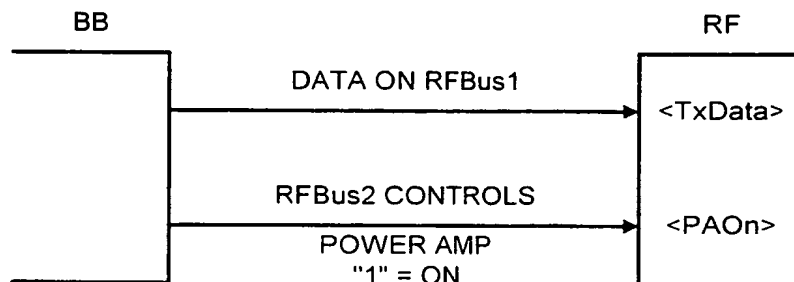 BB
RF
DATA ON RFBus1
<TxData>
RFBus2 CONTROLS
<PAOn>
POWER AMP
"1" = ON